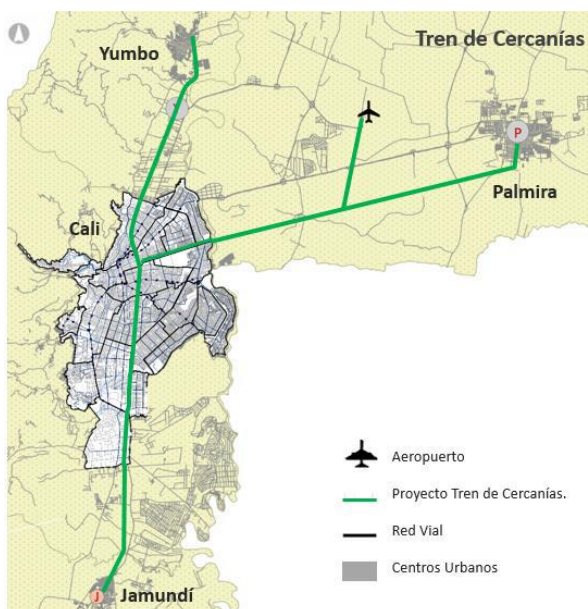 Yumbo
Tren de Cercanías
P
Palmira
Cali
Aeropuerto
Proyecto Tren de Cercanías.
Red Vial
Centros Urbanos
J
Jamundí